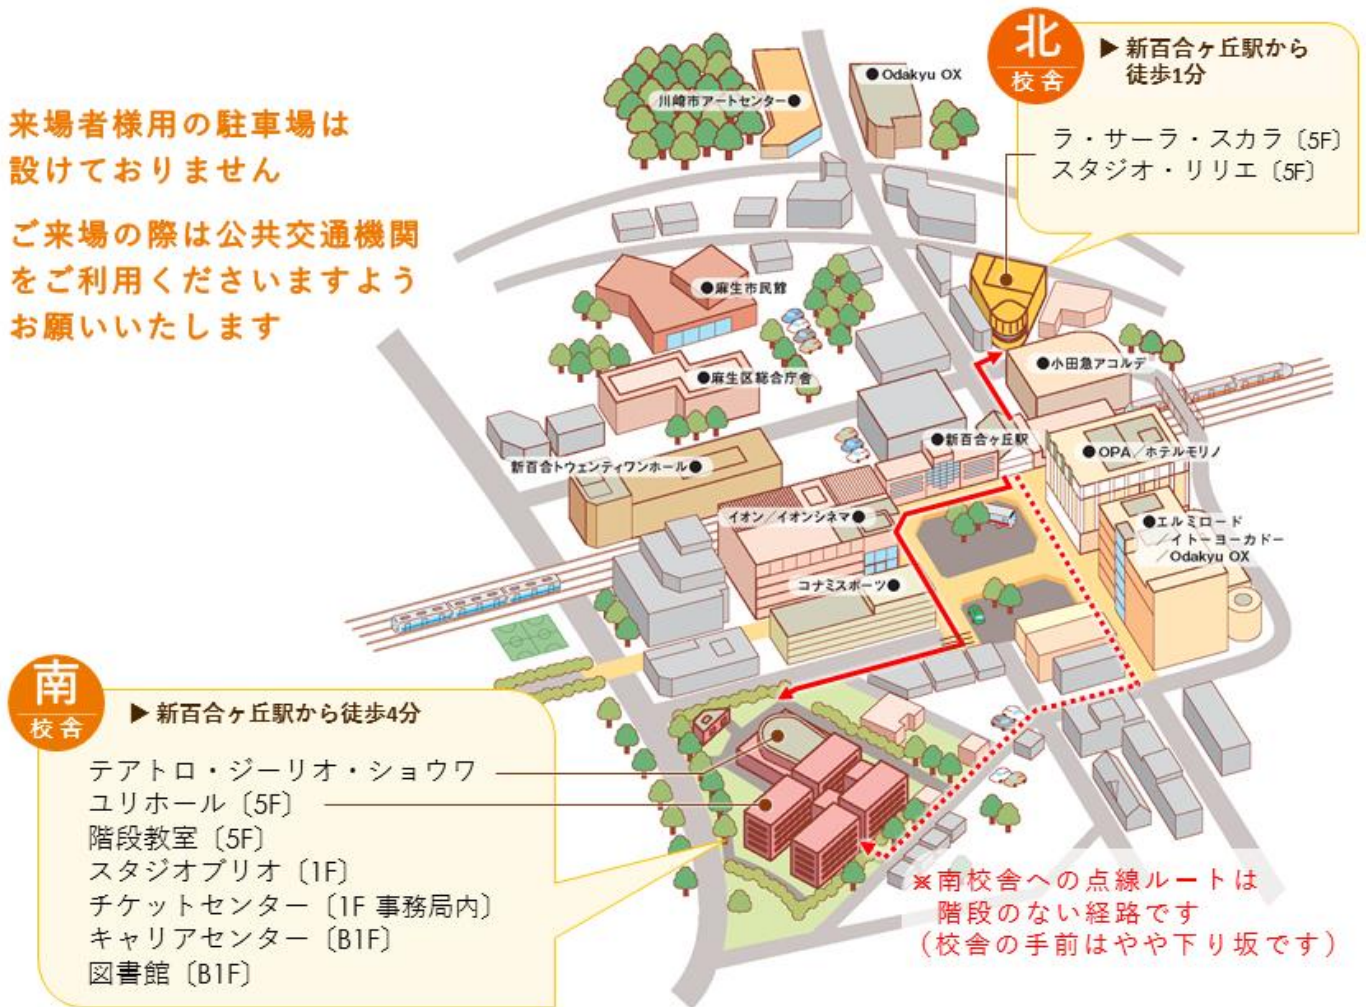 来場者様用の駐車場は
設けておりません
ご来場の際は公共交通機関
をご利用くださいますよう
お願いいたします
北
校舎
▶ 新百合ヶ丘駅から
徒歩1分
ラ・サーラ・スカラ〔5F〕
スタジオ・リリエ〔5F〕
川崎市アートセンター●
●Odakyu OX
●麻生市民館
●麻生区総合庁舎
●小田急アコルデ
●新百合ヶ丘駅
●OPA／ホテルモリノ
新百合トウェンティワンホール●
イオン／イオンシネマ●
●エルミロード
／イトーヨーカドー
／Odakyu OX
コナミスポーツ●
南
校舎
▶ 新百合ヶ丘駅から徒歩4分
テアトロ・ジーリオ・ショウワ
ユリホール〔5F〕
階段教室〔5F〕
スタジオブリオ〔1F〕
チケットセンター〔1F 事務局内〕
キャリアセンター〔B1F〕
図書館〔B1F〕
※南校舎への点線ルートは
階段のない経路です
（校舎の手前はやや下り坂です）